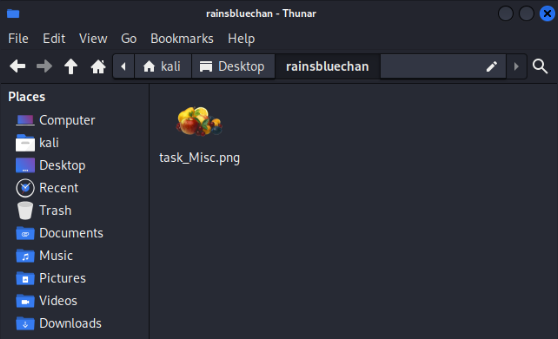 rainsbluechan - Thunar
File Edit View Go Bookmarks Help
kali Desktop rainsbluechan
Places
Computer
kali
Desktop
Recent
Trash
Documents
Music
Pictures
Videos
Downloads
task_Misc.png